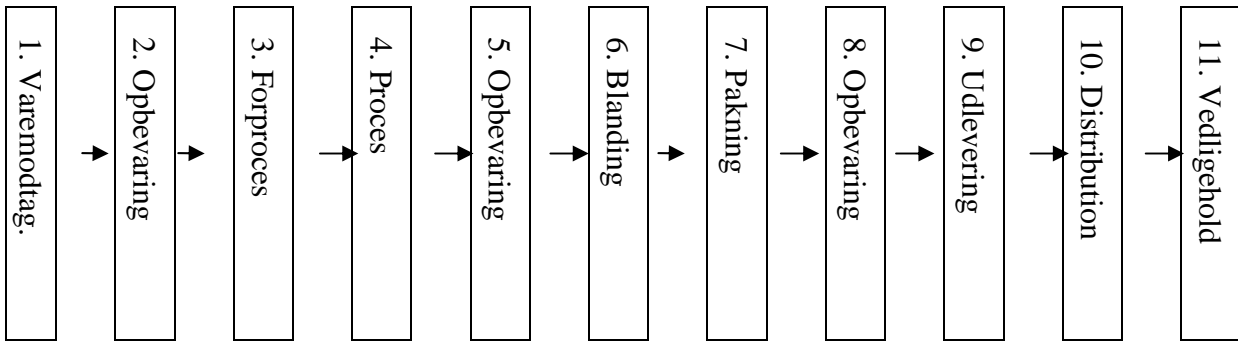 1. Varemodtag.
2. Opbevaring
3. Forproces
4. Proces
5. Opbevaring
6. Blanding
7. Pakning
8. Opbevaring
9. Udlevering
10. Distribution
11. Vedligehold